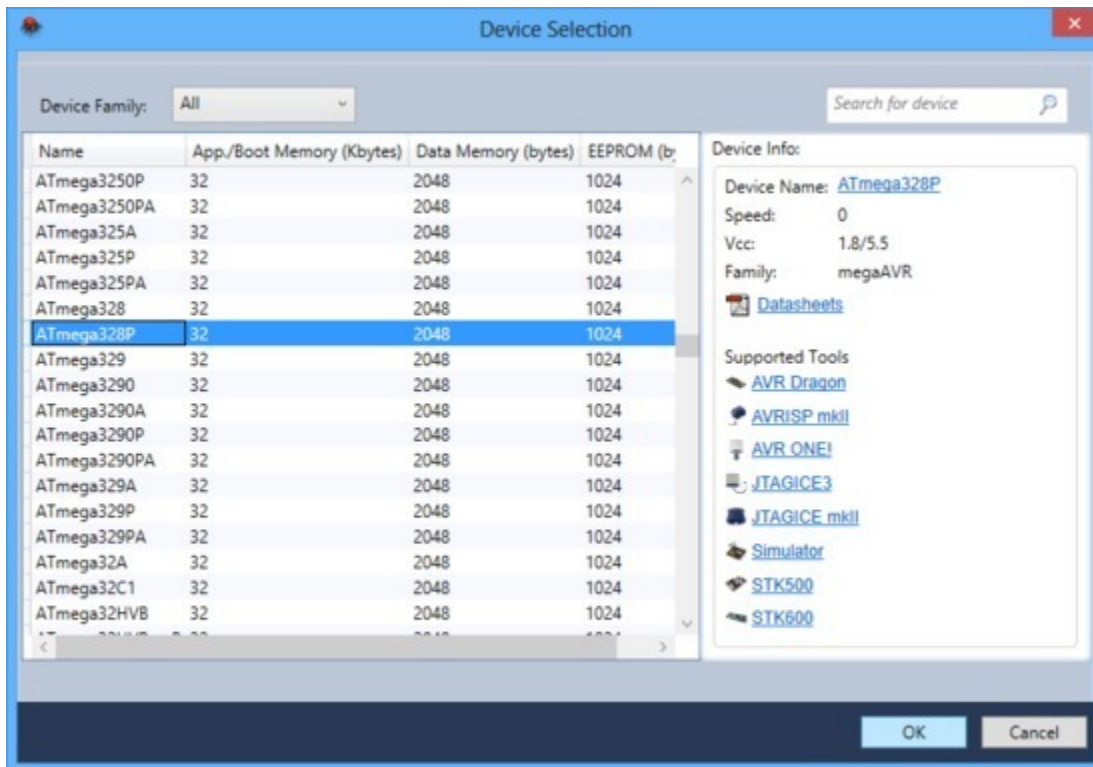 Device Selection
Device Family: All
Search for device
Name App./Boot Memory (Kbytes) Data Memory (bytes) EEPROM (by
ATmega3250P 32 2048 1024
ATmega3250PA 32 2048 1024
ATmega325A 32 2048 1024
ATmega325P 32 2048 1024
ATmega325PA 32 2048 1024
ATmega328 32 2048 1024
ATmega328P 32 2048 1024
ATmega329 32 2048 1024
ATmega3290 32 2048 1024
ATmega3290A 32 2048 1024
ATmega3290P 32 2048 1024
ATmega3290PA 32 2048 1024
ATmega329A 32 2048 1024
ATmega329P 32 2048 1024
ATmega329PA 32 2048 1024
ATmega32A 32 2048 1024
ATmega32C1 32 2048 1024
ATmega32HVB 32 2048 1024
Device Info:
Device Name: ATmega328P
Speed: 0
Vcc: 1.8/5.5
Family: megaAVR
Datasheets
Supported Tools
AVR Dragon
AVRISP mkII
AVR ONE!
JTAGICE3
JTAGICE mkII
Simulator
STK500
STK600
OK
Cancel